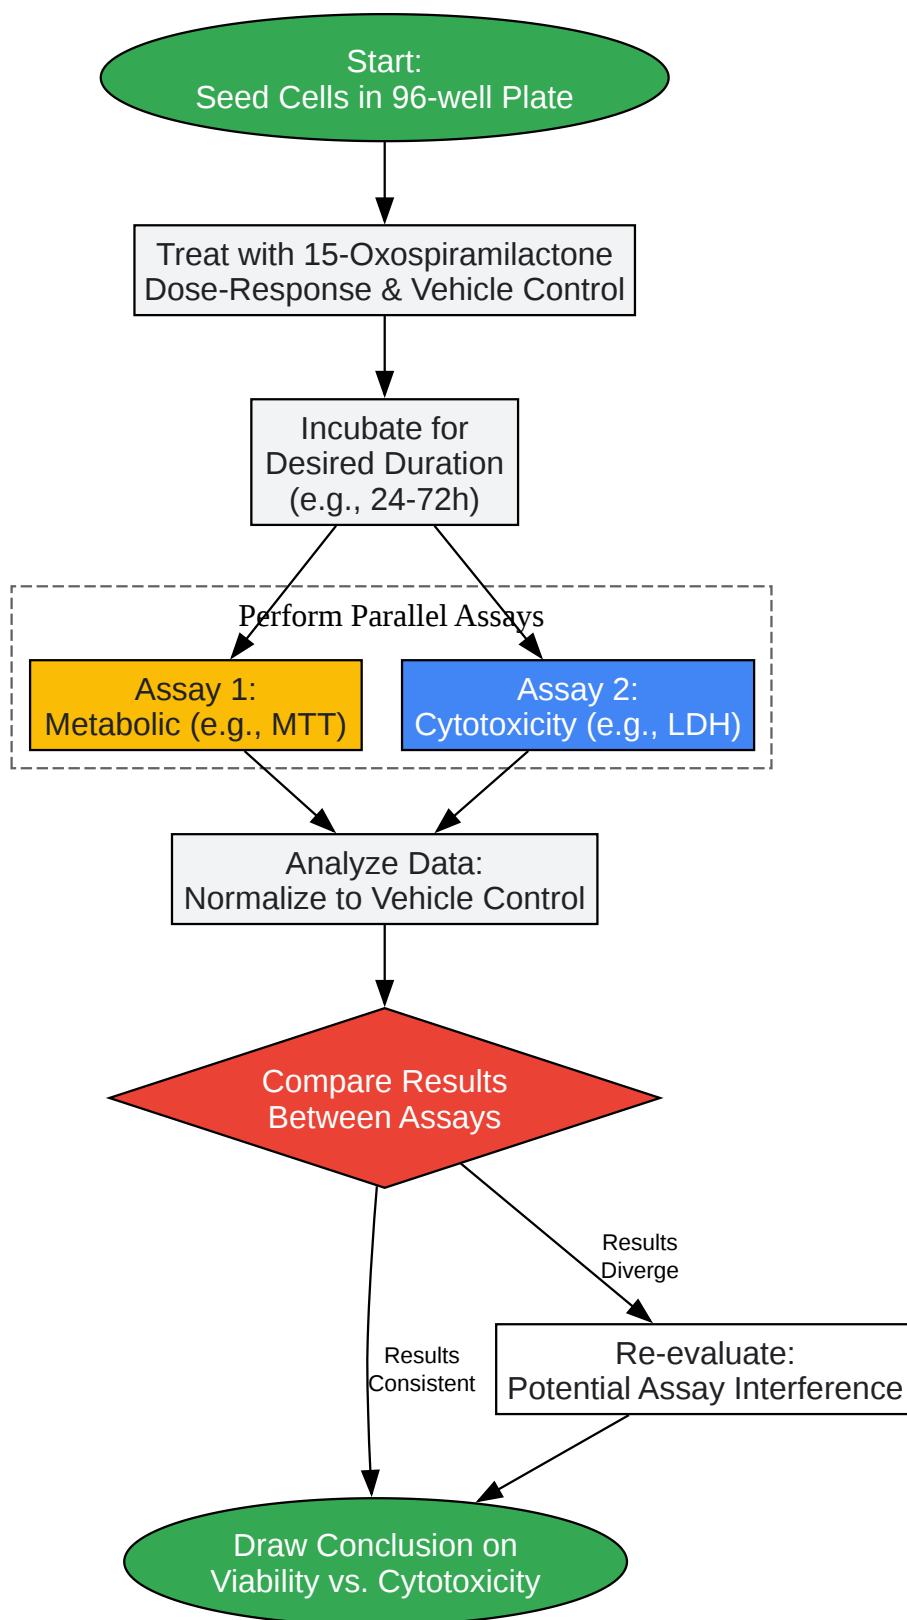 Start:
Seed Cells in 96-well Plate
Treat with 15-Oxospiramilactone
Dose-Response & Vehicle Control
Incubate for
Desired Duration
(e.g., 24-72h)
Perform Parallel Assays
Assay 1:
Metabolic (e.g., MTT)
Assay 2:
Cytotoxicity (e.g., LDH)
Analyze Data:
Normalize to Vehicle Control
Compare Results
Between Assays
Results
Diverge
Results
Consistent
Re-evaluate:
Potential Assay Interference
Draw Conclusion on
Viability vs. Cytotoxicity